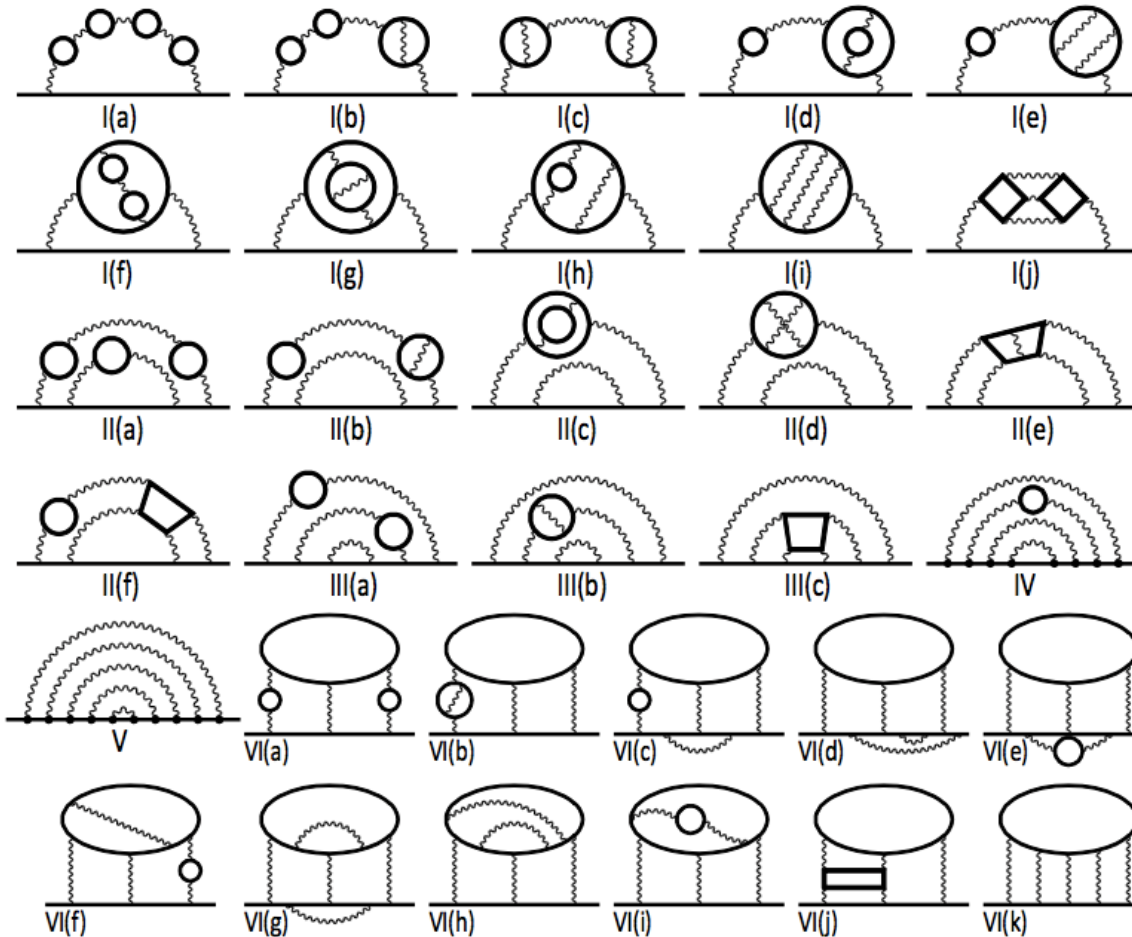 I(a) I(b) I(c) I(d) I(e)
I(f) I(g) I(h) I(i) I(j)
II(a) II(b) II(c) II(d) II(e)
II(f) III(a) III(b) III(c) IV
V VI(a) VI(b) VI(c) VI(d) VI(e)
VI(f) VI(g) VI(h) VI(i) VI(j) VI(k)